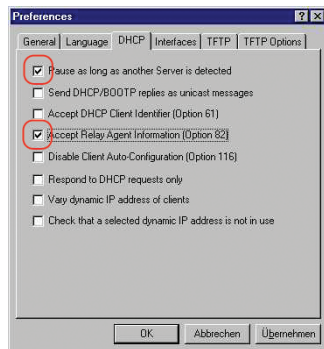 Preferences
General Language DHCP Interfaces TFTP TFTP Options
Pause as long as another Server is detected
Send DHCP/BOOTP replies as unicast messages
Accept DHCP Client Identifier (Option 61)
Accept Relay Agent Information (Option 82)
Disable Client Auto-Configuration (Option 116)
Respond to DHCP requests only
Vary dynamic IP address of clients
Check that a selected dynamic IP address is not in use
OK Abbrechen Übernehmen